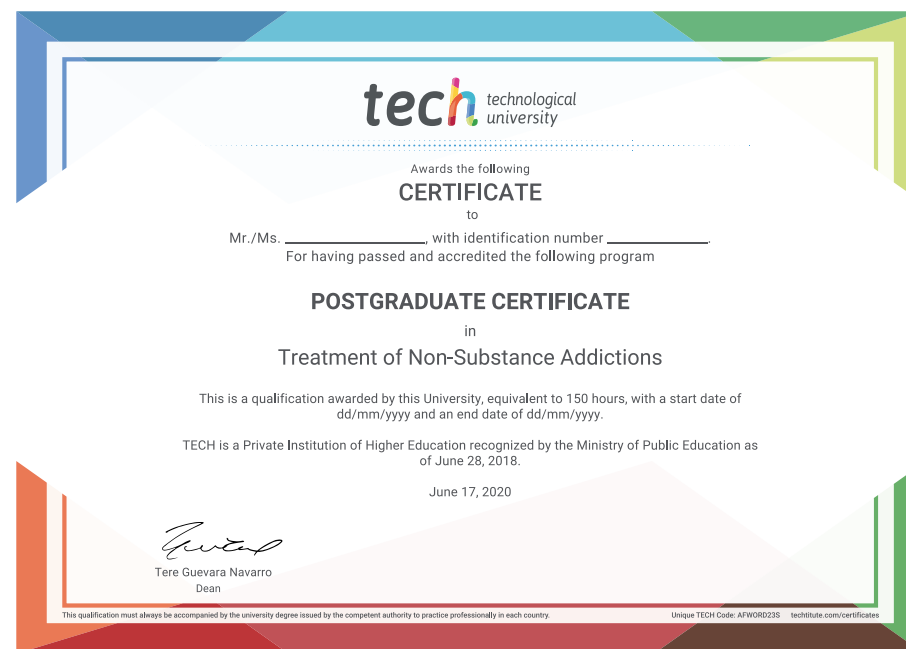 tech technological
university
Awards the following
CERTIFICATE
to
Mr./Ms. ____________________, with identification number ______________.
For having passed and accredited the following program
POSTGRADUATE CERTIFICATE
in
Treatment of Non-Substance Addictions
This is a qualification awarded by this University, equivalent to 150 hours, with a start date of
dd/mm/yyyy and an end date of dd/mm/yyyy.
TECH is a Private Institution of Higher Education recognized by the Ministry of Public Education as
of June 28, 2018.
June 17, 2020
Tere Guevara Navarro
Dean
This qualification must always be accompanied by the university degree issued by the competent authority to practice professionally in each country.
Unique TECH Code: AFWORD23S techtitute.com/certificates